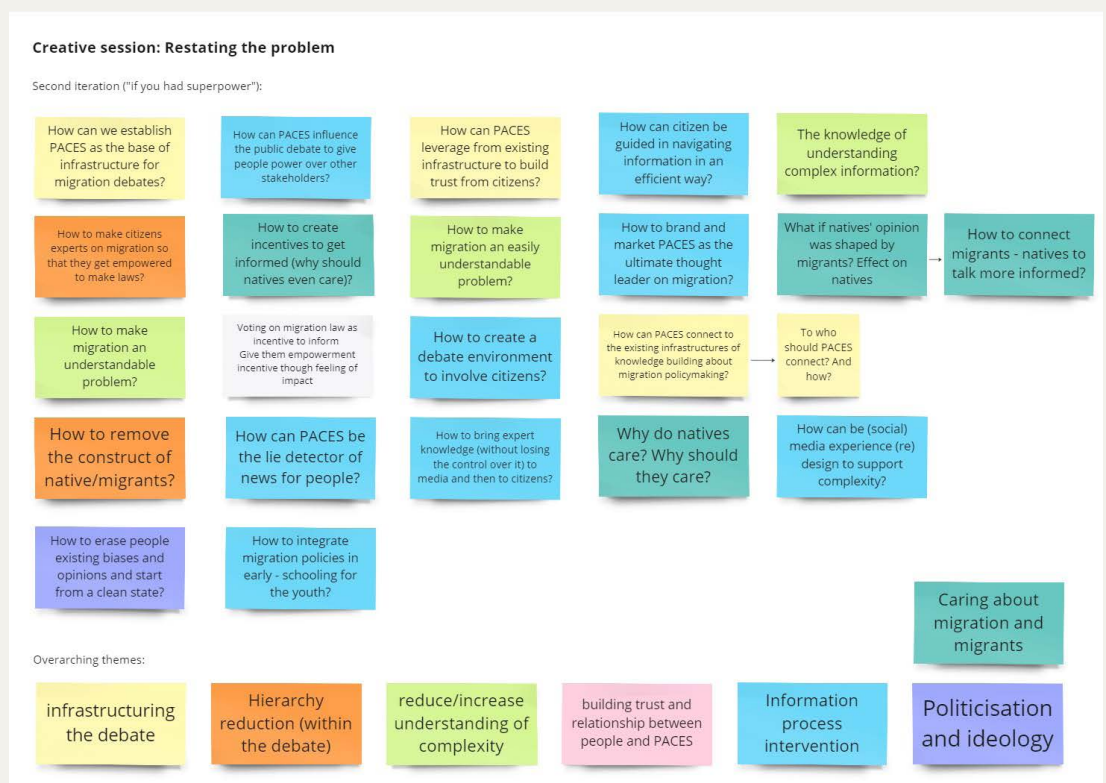 Creative session: Restating the problem
Second iteration ("if you had superpower"):
How can we establish
PACES as the base of
infrastructure for
migration debates?
How can PACES influence
the public debate to give
people power over other
stakeholders?
How can PACES
leverage from existing
infrastructure to build
trust from citizens?
How can citizen be
guided in navigating
information in an
efficient way?
The knowledge of
understanding
complex information?
How to make citizens
experts on migration so
that they get empowered
to make laws?
How to create
incentives to get
informed (why should
natives even care)?
How to make
migration an easily
understandable
problem?
How to brand and
market PACES as the
ultimate thought
leader on migration?
What if natives' opinion
was shaped by
migrants? Effect on
natives
How to connect
migrants - natives to
talk more informed?
How to make
migration an
understandable
problem?
Voting on migration law as
incentive to inform
Give them empowerment
incentive though feeling of
impact
How to create a
debate environment
to involve citizens?
How can PACES connect to
the existing infrastructures of
knowledge building about
migration policymaking?
To who
should PACES
connect? And
how?
How to remove
the construct of
native/migrants?
How can PACES be
the lie detector of
news for people?
How to bring expert
knowledge (without losing
the control over it) to
media and then to citizens?
Why do natives
care? Why should
they care?
How can be (social)
media experience (re)
design to support
complexity?
How to erase people
existing biases and
opinions and start
from a clean state?
How to integrate
migration policies in
early - schooling for
the youth?
Caring about
migration and
migrants
Overarching themes:
infrastructuring
the debate
Hierarchy
reduction (within
the debate)
reduce/increase
understanding of
complexity
building trust and
relationship between
people and PACES
Information
process
intervention
Politicisation
and ideology